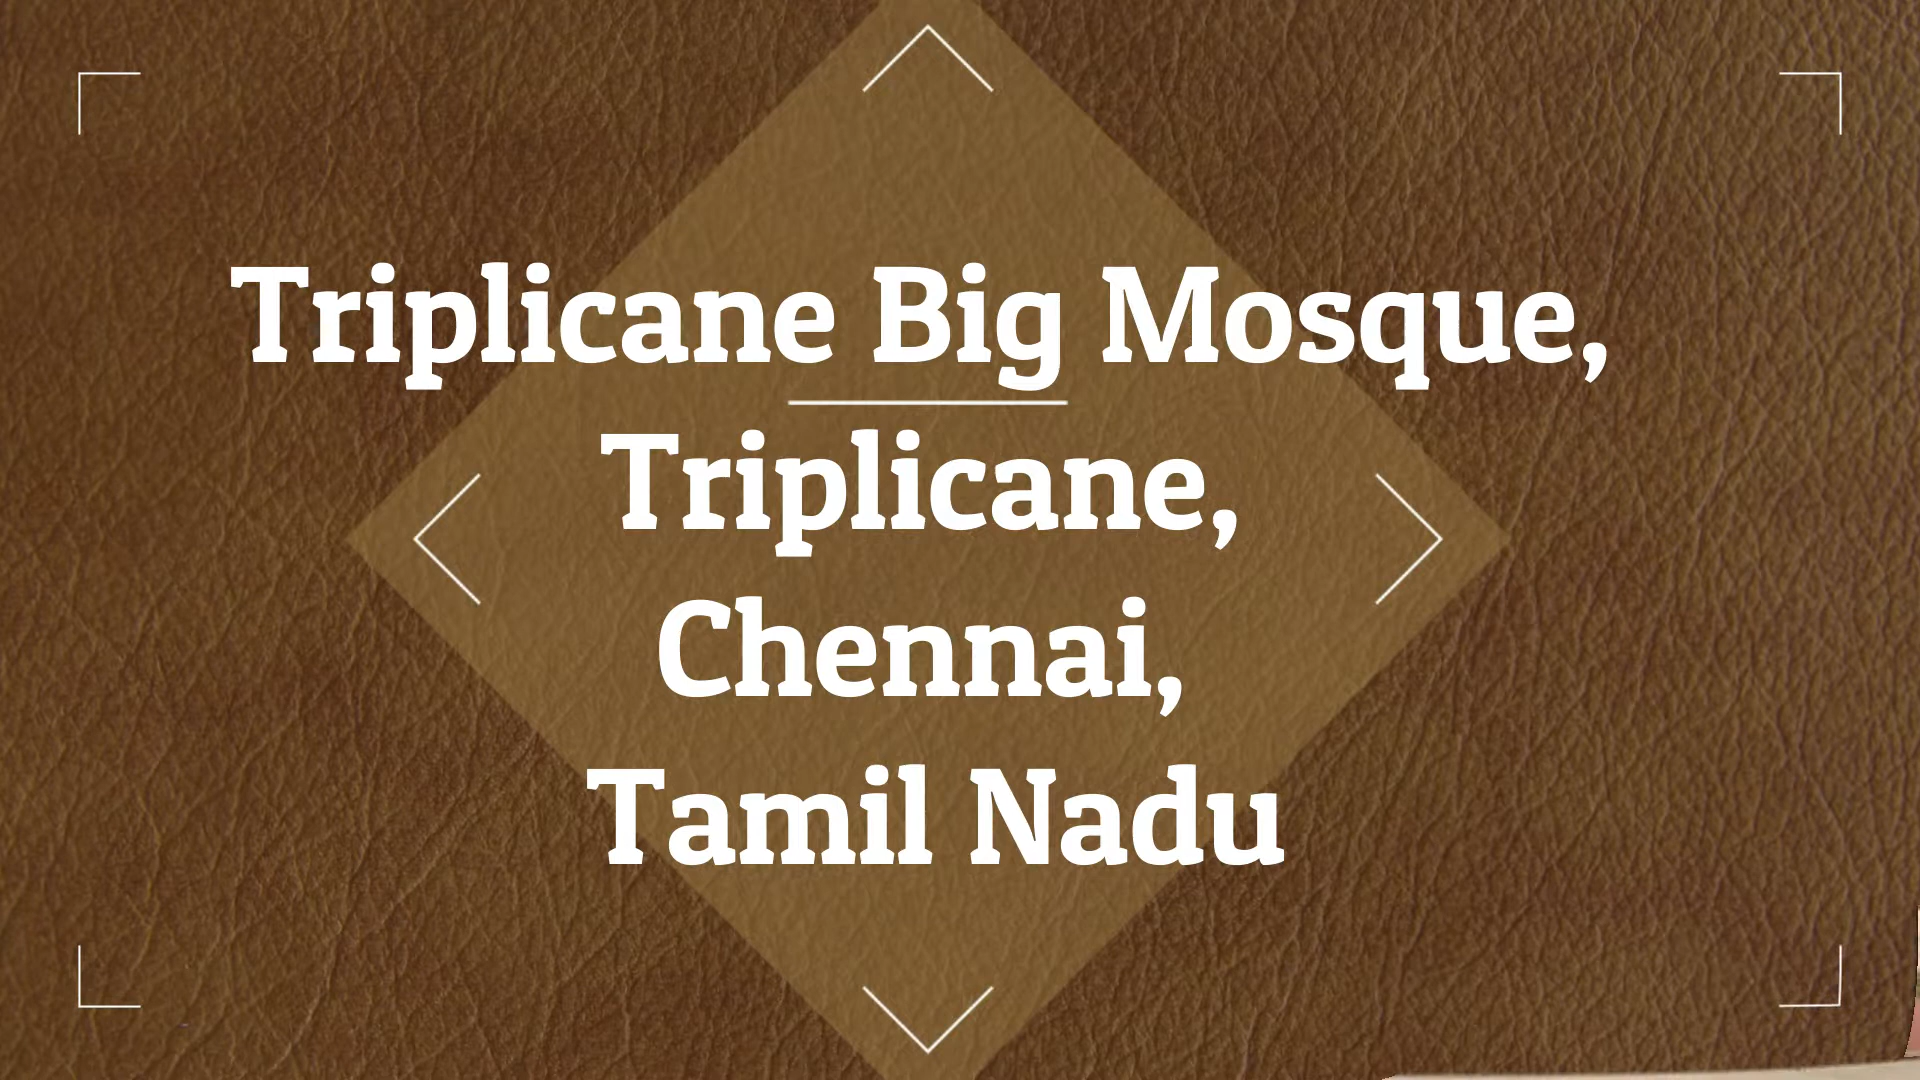 Triplicane Big Mosque,
Triplicane,
Chennai,
Tamil Nadu